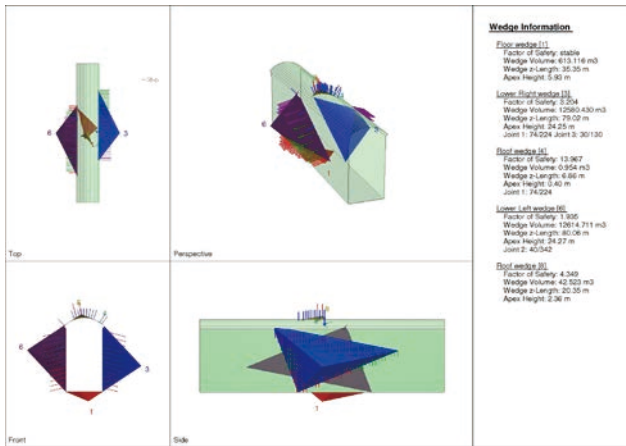 6
3
Top
6
3
1
Perspective
6
3
1
Front
1
Side
Wedge Information
Floor wedge [1]
Factor of Safety: stable
Wedge Volume: 613.116 m3
Wedge z-Length: 35.35 m
Apex Height: 5.93 m
Lower Right wedge [3]
Factor of Safety: 3.204
Wedge Volume: 12580.430 m3
Wedge z-Length: 79.02 m
Apex Height: 24.25 m
Joint 1: 74/224 Joint 3: 30/130
Roof wedge [4]
Factor of Safety: 13.967
Wedge Volume: 0.954 m3
Wedge z-Length: 6.86 m
Apex Height: 0.40 m
Joint 1: 74/224
Lower Left wedge [6]
Factor of Safety: 1.935
Wedge Volume: 12614.711 m3
Wedge z-Length: 80.06 m
Apex Height: 24.27 m
Joint 2: 40/342
Factor of Safety: 4.349
Wedge Volume: 42.523 m3
Wedge z-Length: 20.35 m
Apex Height: 2.36 m